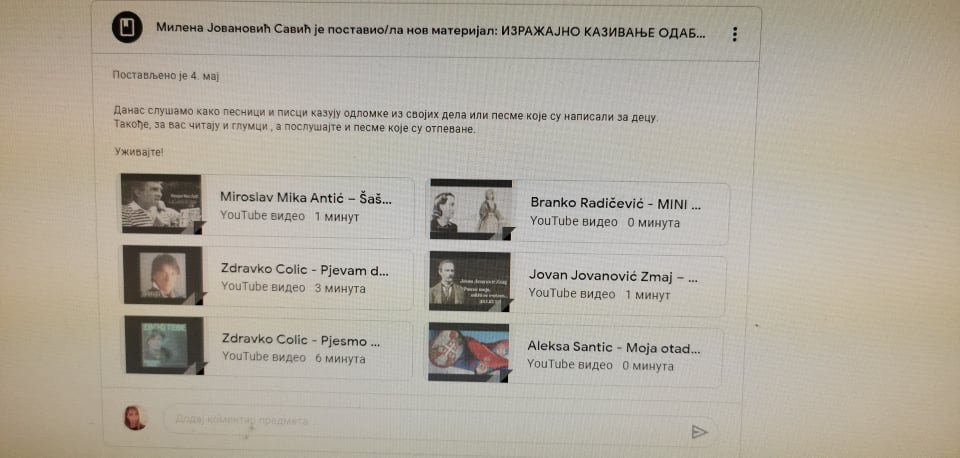 Милена Јовановић Савић је поставио/ла нов материјал: ИЗРАЖАЈНО КАЗИВАЊЕ ОДАБ...
Постављено је 4. мај
Данас слушамо како песници и писци казују одломке из својих дела или песме које су написали за децу.
Такође, за вас читају и глумци , а послушајте и песме које су отпеване.
Уживајте!
Miroslav Mika Antić – Šaš...
YouTube видео 1 минут
Branko Radičević - MINI ...
YouTube видео 0 минута
Zdravko Colic - Pjevam d...
YouTube видео 3 минута
Jovan Jovanović Zmaj – ...
YouTube видео 1 минут
Zdravko Colic - Pjesmo ...
YouTube видео 6 минута
Aleksa Santic - Moja otad...
YouTube видео 0 минута
Додај коментар предмета...